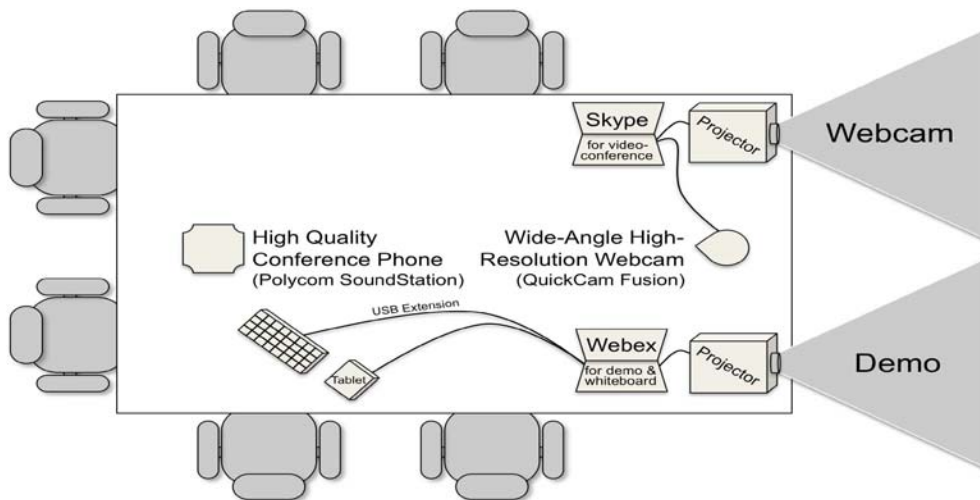 Skype
for video-
conference
Projector
Webcam
High Quality
Conference Phone
(Polycom SoundStation)
Wide-Angle High-
Resolution Webcam
(QuickCam Fusion)
USB Extension
Tablet
Webex
for demo &
whiteboard
Projector
Demo